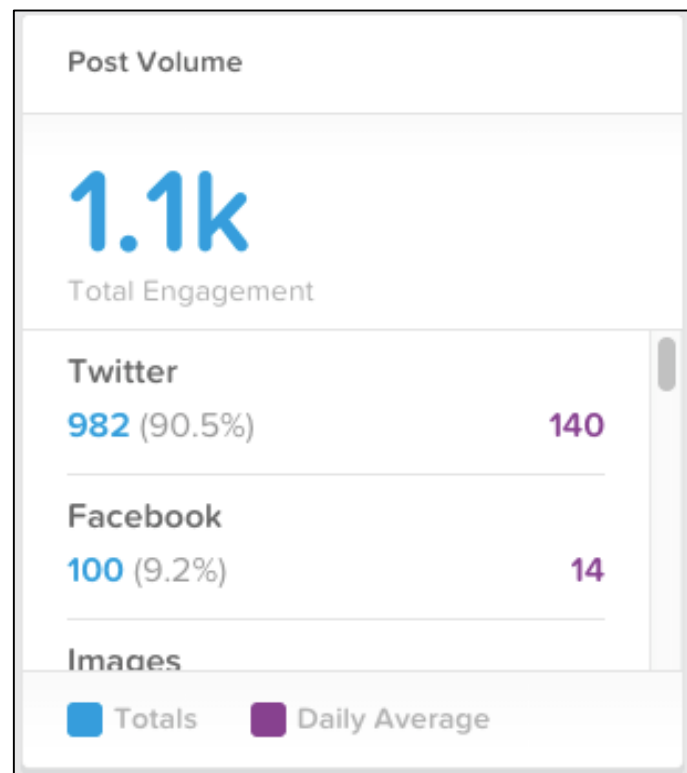 Post Volume
1.1k
Total Engagement
Twitter
982 (90.5%) 140
Facebook
100 (9.2%) 14
Images
Totals Daily Average